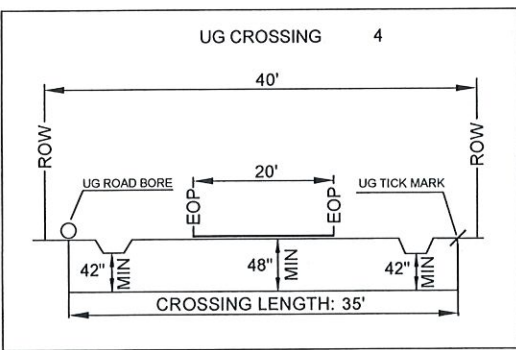 UG CROSSING 4
40'
ROW
ROW
UG ROAD BORE
20'
UG TICK MARK
EOP
EOP
42" MIN
48" MIN
42" MIN
CROSSING LENGTH: 35'